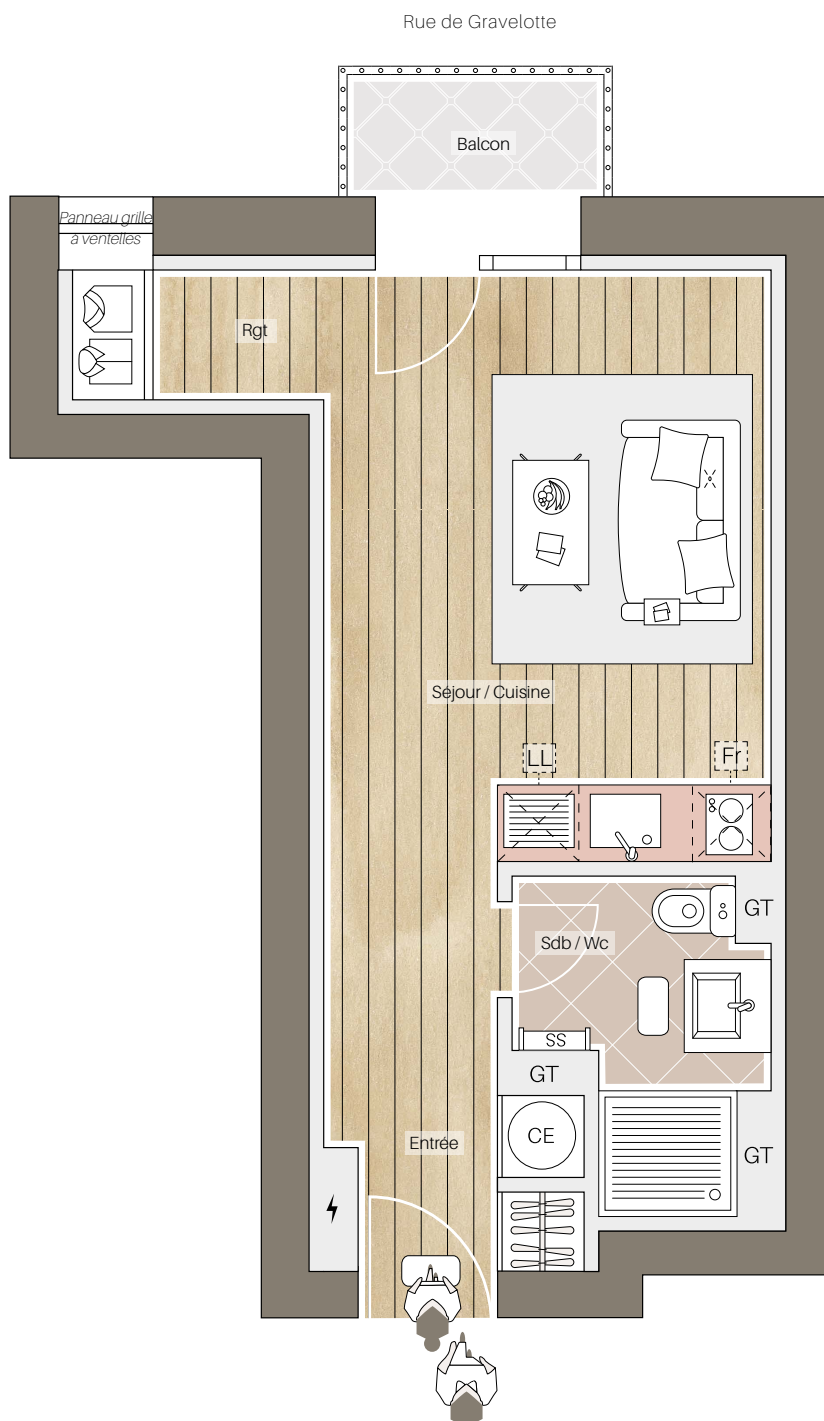 Rue de Gravelotte
Balcon
Panneau grille
à ventelles
Rgt
Séjour / Cuisine
LL
Fr
GT
Sdb / Wc
SS
GT
CE
Entrée
GT